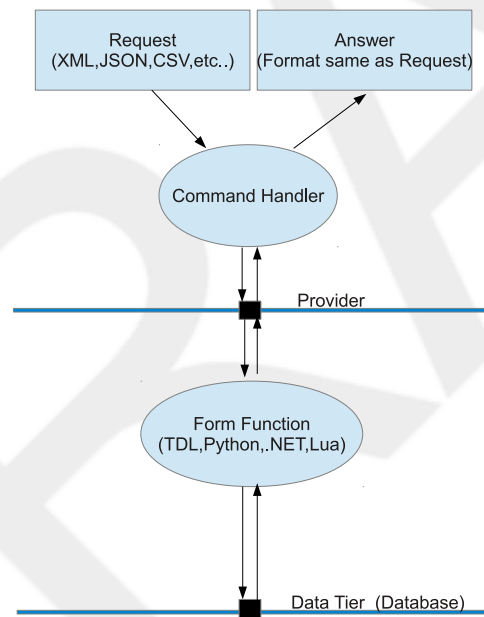 Request
(XML,JSON,CSV,etc..)
Answer
(Format same as Request)
Command Handler
Provider
Form Function
(TDL,Python,.NET,Lua)
Data Tier (Database)